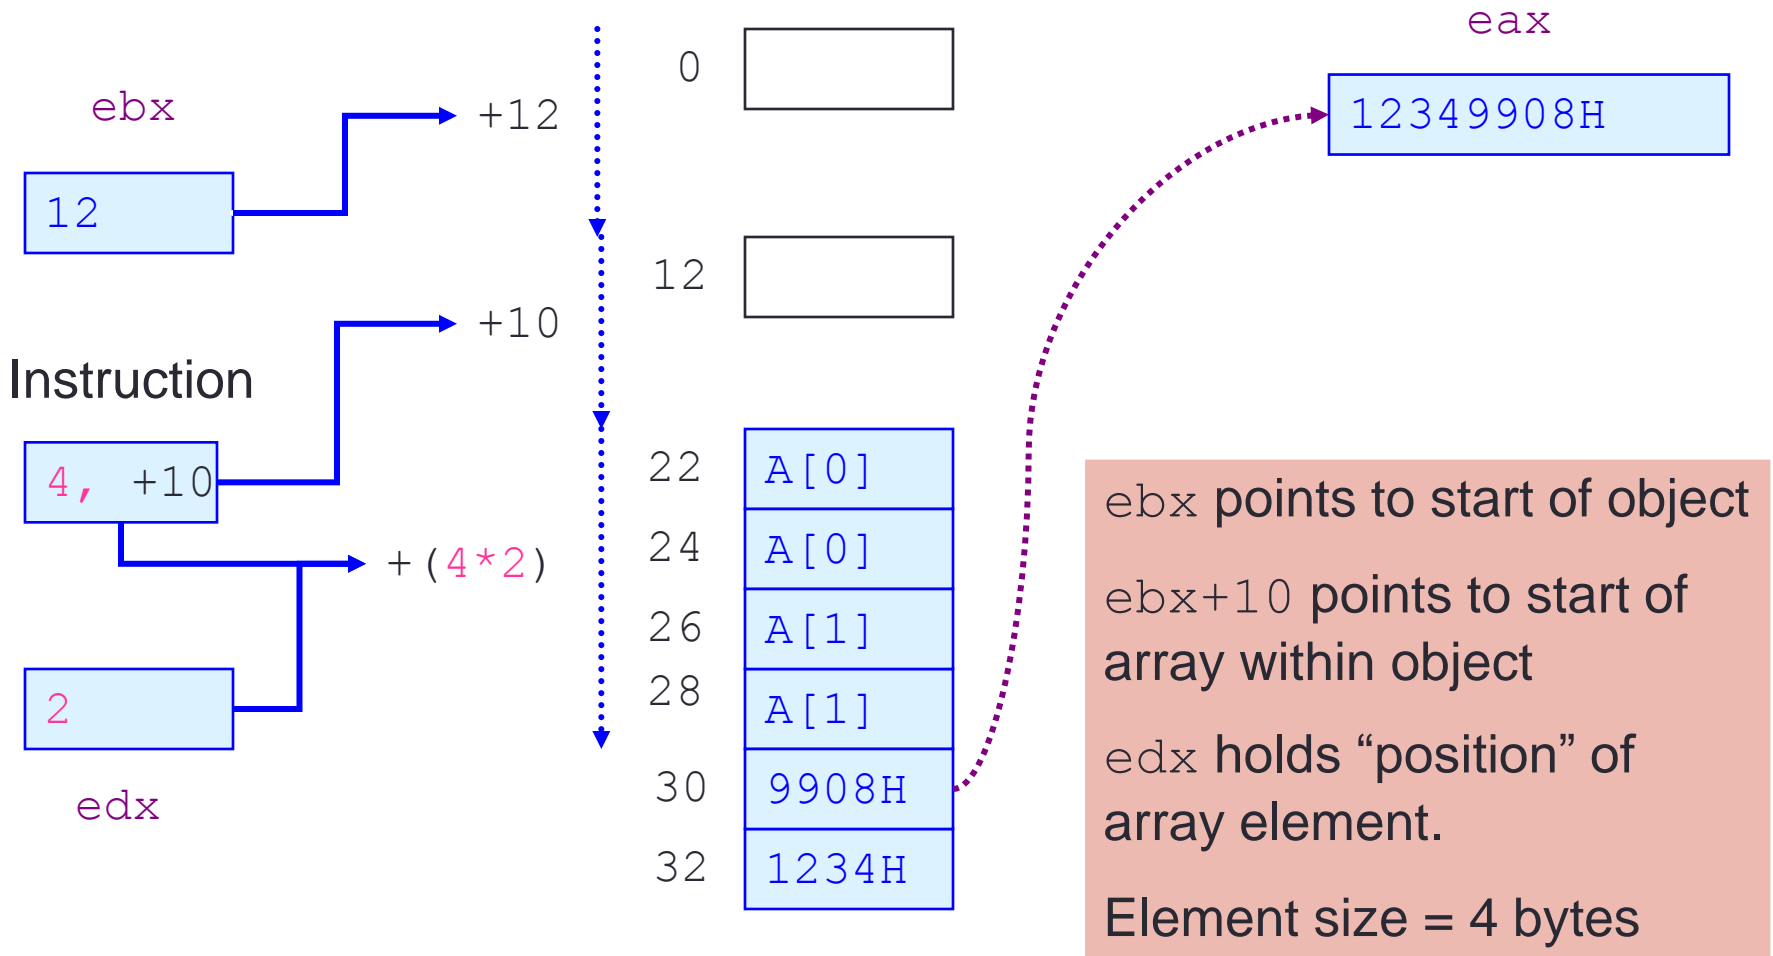 eax
0
12349908H
ebx
+12
12
12
+10
Instruction
4, +10
22
A[0]
ebx points to start of object
24
A[0]
+(4*2)
ebx+10 points to start of
array within object
26
A[1]
28
A[1]
2
edx holds “position” of
array element.
30
9908H
edx
32
1234H
Element size = 4 bytes